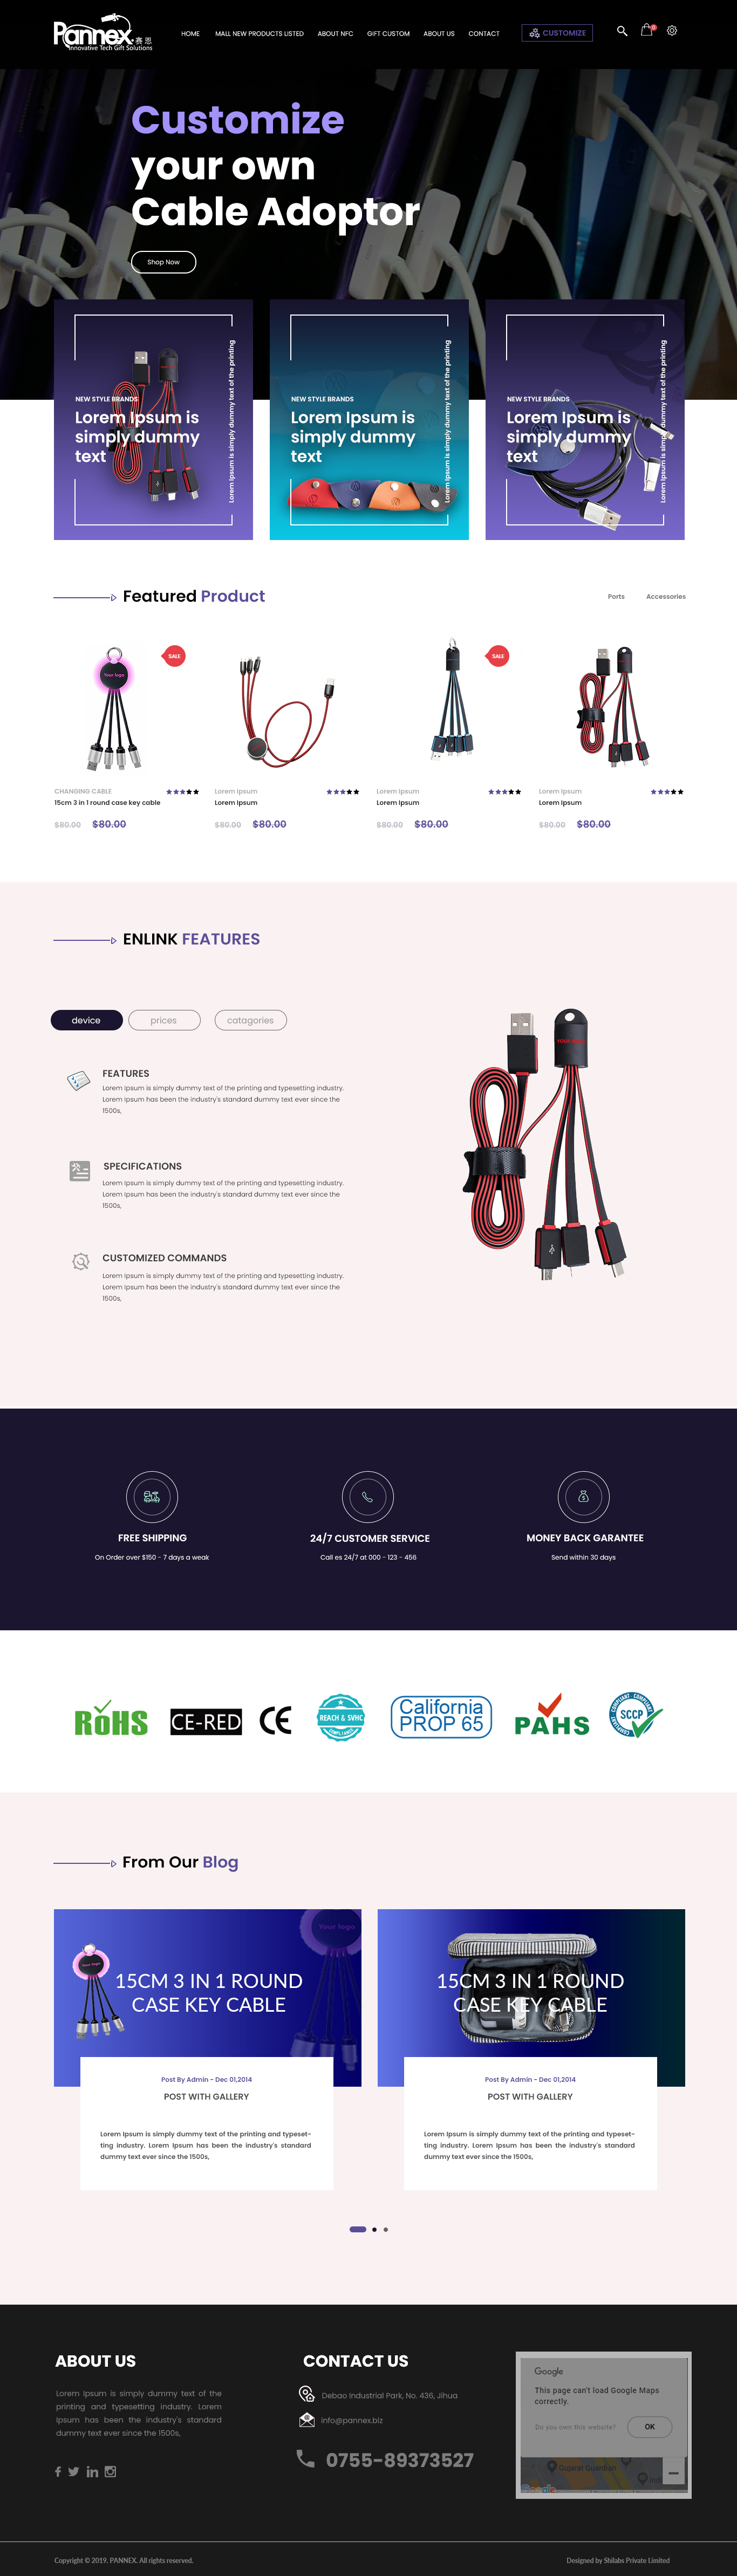 Pannex 赛恩
Innovative Tech Gift Solutions
HOME
MALL NEW PRODUCTS LISTED
ABOUT NFC
GIFT CUSTOM
ABOUT US
CONTACT
CUSTOMIZE
0
Customize
your own
Cable Adoptor
Shop Now
NEW STYLE BRANDS
Lorem Ipsum is
simply dummy
text
Lorem Ipsum is simply dummy text of the printing
NEW STYLE BRANDS
Lorem Ipsum is
simply dummy
text
Lorem Ipsum is simply dummy text of the printing
NEW STYLE BRANDS
Lorem Ipsum is
simply dummy
text
Lorem Ipsum is simply dummy text of the printing
Featured Product
Ports
Accessories
SALE
Your logo
SALE
CHANGING CABLE
15cm 3 in 1 round case key cable
$80.00 $80.00
Lorem Ipsum
Lorem Ipsum
$80.00 $80.00
Lorem Ipsum
Lorem Ipsum
$80.00 $80.00
Lorem Ipsum
Lorem Ipsum
$80.00 $80.00
ENLINK FEATURES
device
prices
catagories
YOUR LOGO
FEATURES
Lorem Ipsum is simply dummy text of the printing and typesetting industry.
Lorem Ipsum has been the industry's standard dummy text ever since the
1500s,
SPECIFICATIONS
Lorem Ipsum is simply dummy text of the printing and typesetting industry.
Lorem Ipsum has been the industry's standard dummy text ever since the
1500s,
CUSTOMIZED COMMANDS
Lorem Ipsum is simply dummy text of the printing and typesetting industry.
Lorem Ipsum has been the industry's standard dummy text ever since the
1500s,
FREE SHIPPING
On Order over $150 - 7 days a weak
24/7 CUSTOMER SERVICE
Call es 24/7 at 000 - 123 - 456
MONEY BACK GARANTEE
Send within 30 days
RoHS
CE-RED
CE
REACH & SVHC
COMPLIANT
California
PROP 65
PAHS
COMPLIANT COMPLIANT
SCCP
From Our Blog
Your logo
Your logo
15CM 3 IN 1 ROUND
CASE KEY CABLE
Post By Admin - Dec 01,2014
POST WITH GALLERY
Lorem Ipsum is simply dummy text of the printing and typeset-
ting industry. Lorem Ipsum has been the industry's standard
dummy text ever since the 1500s,
15CM 3 IN 1 ROUND
CASE KEY CABLE
Post By Admin - Dec 01,2014
POST WITH GALLERY
Lorem Ipsum is simply dummy text of the printing and typeset-
ting industry. Lorem Ipsum has been the industry's standard
dummy text ever since the 1500s,
ABOUT US
Lorem Ipsum is simply dummy text of the
printing and typesetting industry. Lorem
Ipsum has been the industry's standard
dummy text ever since the 1500s,
CONTACT US
Debao Industrial Park, No. 436, Jihua
info@pannex.biz
0755-89373527
Google
This page can't load Google Maps
correctly.
Do you own this website?
OK
Gujarat Guardian
Google
Copyright © 2019. PANNEX. All rights reserved.
Designed by Shilabs Private Limited